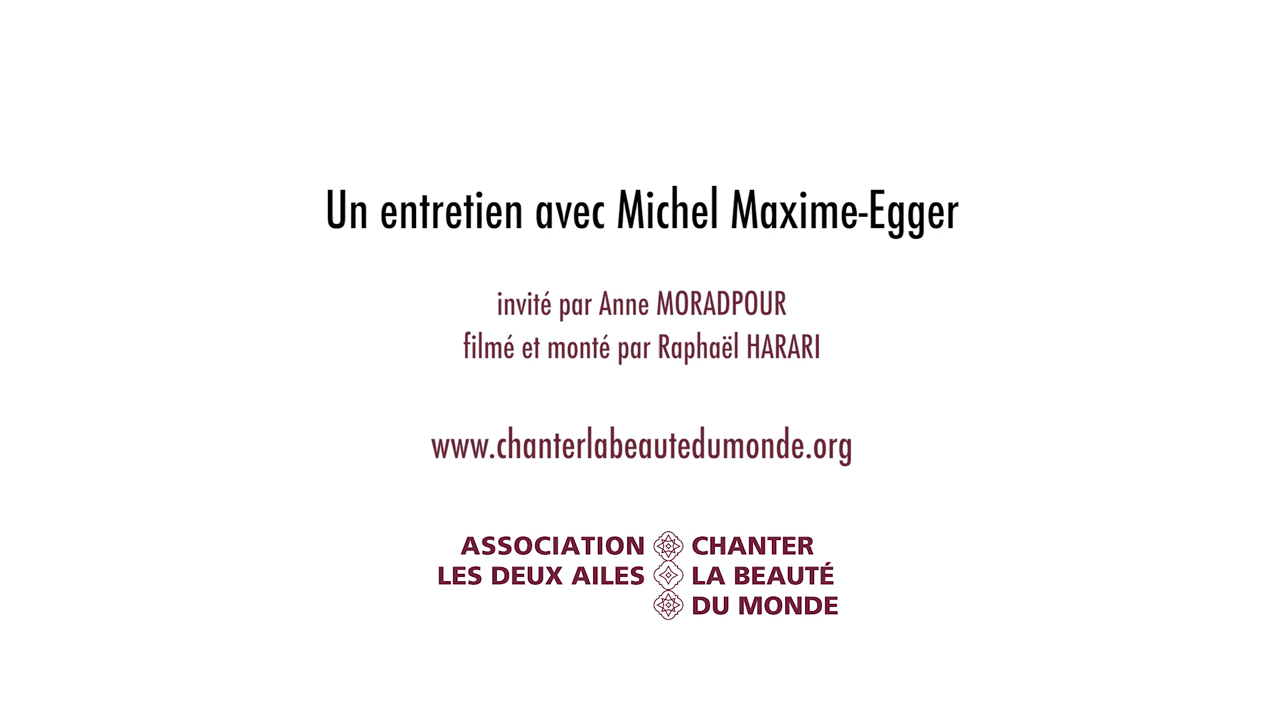 Un entretien avec Michel Maxime-Egger
invité par Anne MORADPOUR
filmé et monté par Raphaël HARARI
www.chanterlabeautedumonde.org
ASSOCIATION CHANTER
LES DEUX AILES LA BEAUTÉ
DU MONDE